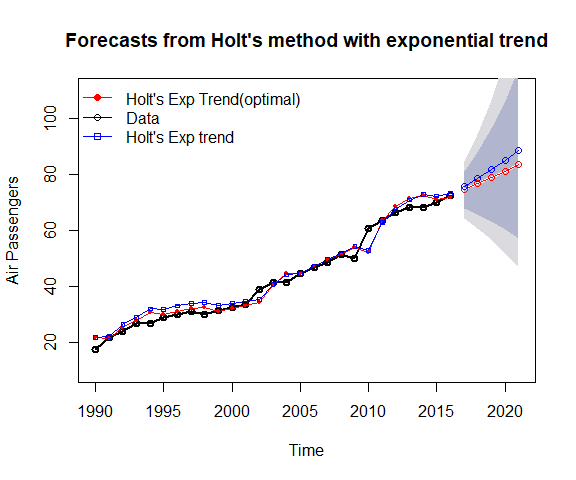 Forecasts from Holt's method with exponential trend
Holt's Exp Trend(optimal)
Data
Holt's Exp trend
Air Passengers
100
80
60
40
20
1990 1995 2000 2005 2010 2015 2020
Time